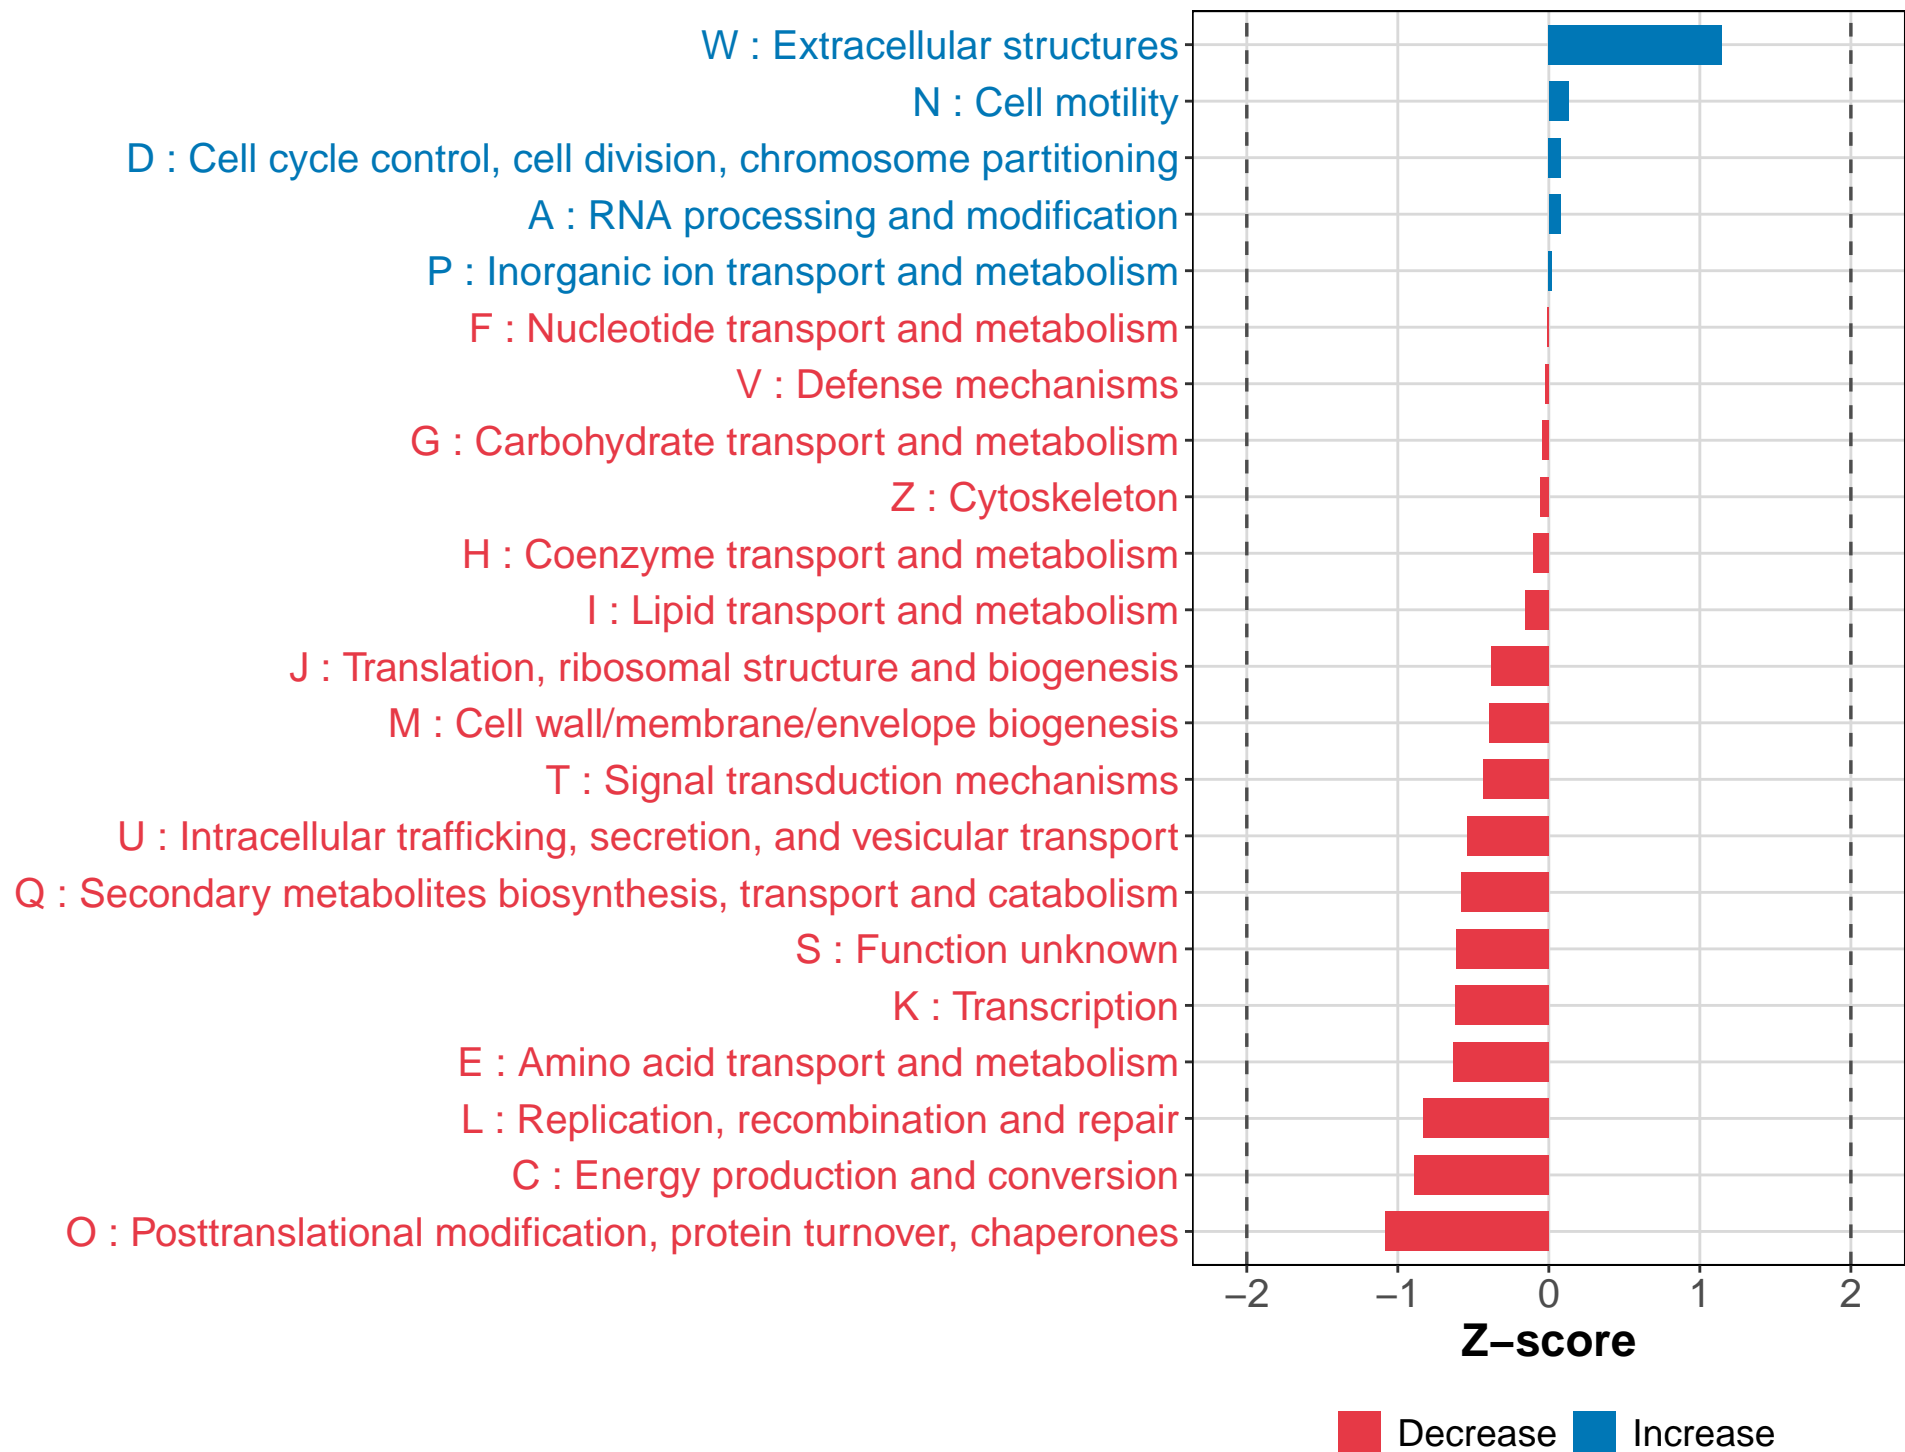 W : Extracellular structures
N : Cell motility
D : Cell cycle control, cell division, chromosome partitioning
A : RNA processing and modification
P : Inorganic ion transport and metabolism
F : Nucleotide transport and metabolism
V : Defense mechanisms
G : Carbohydrate transport and metabolism
Z : Cytoskeleton
H : Coenzyme transport and metabolism
I : Lipid transport and metabolism
J : Translation, ribosomal structure and biogenesis
M : Cell wall/membrane/envelope biogenesis
T : Signal transduction mechanisms
U : Intracellular trafficking, secretion, and vesicular transport
Q : Secondary metabolites biosynthesis, transport and catabolism
S : Function unknown
K : Transcription
E : Amino acid transport and metabolism
L : Replication, recombination and repair
C : Energy production and conversion
O : Posttranslational modification, protein turnover, chaperones
−2 −1 0 1 2
Z−score
Decrease Increase